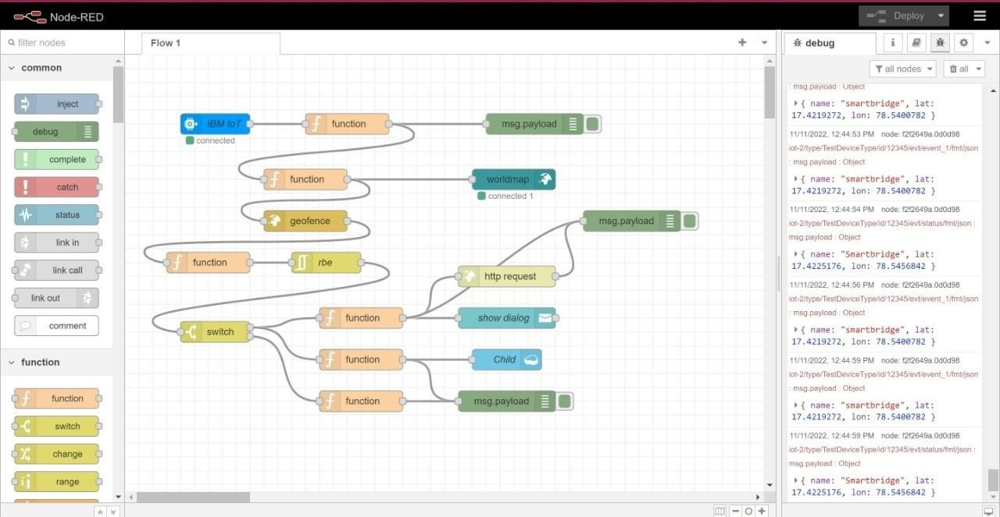 Node-RED
Deploy
filter nodes
Flow 1
debug
all nodes
all
common
inject
debug
complete
catch
status
link in
link call
link out
comment
function
function
switch
change
range
IBM IoT
connected
function
msg.payload
function
worldmap
connected 1
geofence
msg.payload
function
rbe
http request
switch
function
show dialog
function
Child
function
msg.payload
msg.payload : Object
{ name: "smartbridge", lat:
17.4219272, lon: 78.5400782 }
11/11/2022, 12:44:53 PM node: f2f2649a.0d0d98
iot-2/type/TestDeviceType/id/12345/evt/event_1/fmt/json
: msg.payload : Object
{ name: "smartbridge", lat:
17.4219272, lon: 78.5400782 }
11/11/2022, 12:44:54 PM node: f2f2649a.0d0d98
iot-2/type/TestDeviceType/id/12345/evt/status/fmt/json :
msg.payload : Object
{ name: "Smartbridge", lat:
17.4225176, lon: 78.5456842 }
11/11/2022, 12:44:56 PM node: f2f2649a.0d0d98
iot-2/type/TestDeviceType/id/12345/evt/event_1/fmt/json
: msg.payload : Object
{ name: "smartbridge", lat:
17.4219272, lon: 78.5400782 }
11/11/2022, 12:44:59 PM node: f2f2649a.0d0d98
iot-2/type/TestDeviceType/id/12345/evt/event_1/fmt/json
: msg.payload : Object
{ name: "smartbridge", lat:
17.4219272, lon: 78.5400782 }
11/11/2022, 12:44:59 PM node: f2f2649a.0d0d98
iot-2/type/TestDeviceType/id/12345/evt/status/fmt/json :
msg.payload : Object
{ name: "Smartbridge", lat:
17.4225176, lon: 78.5456842 }